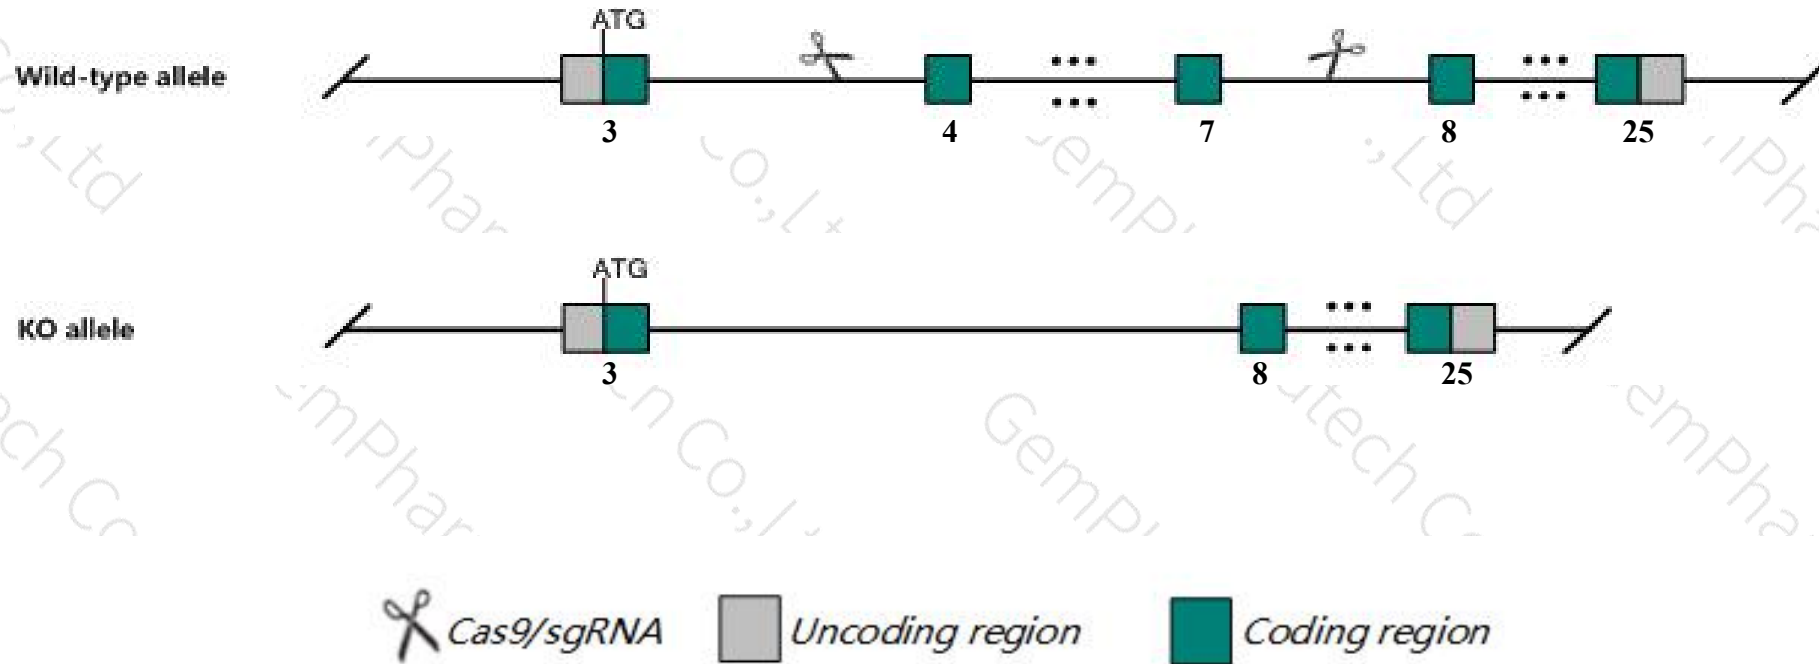 ATG
Wild-type allele
3 4 7 8 25
ATG
KO allele
3 8 25
GemPh
Cas9/sgRNA Uncoding region Coding region